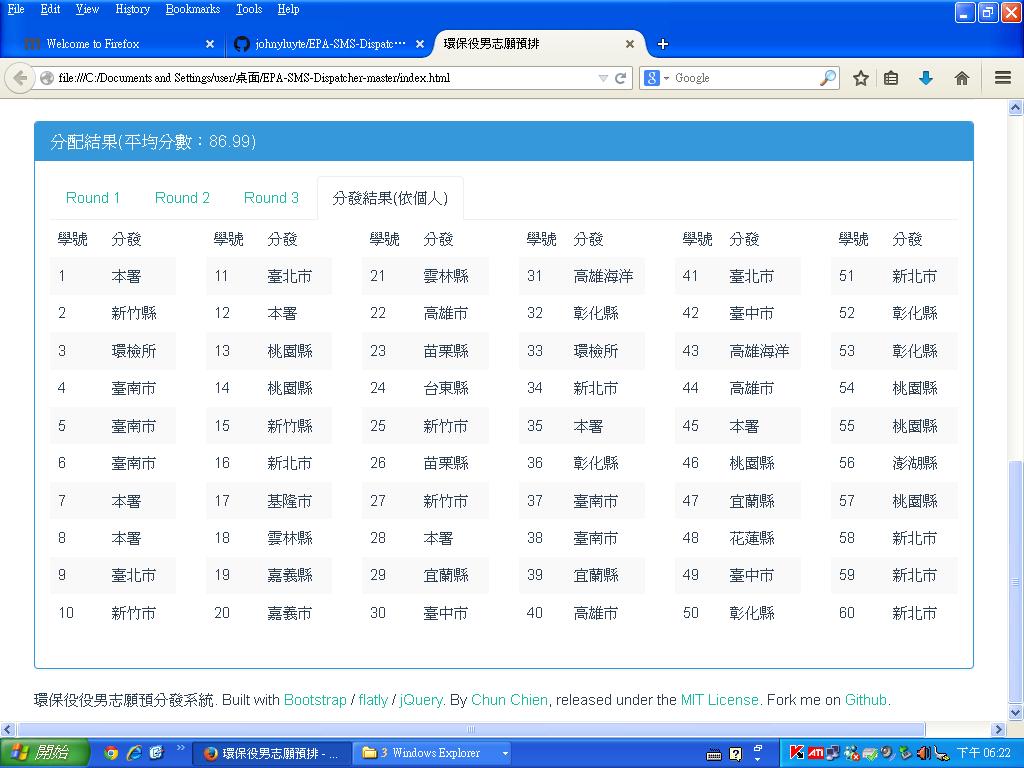 File Edit View History Bookmarks Tools Help
Welcome to Firefox
johnyluyte/EPA-SMS-Dispatc…
環保役男志願預排
file:///C:/Documents and Settings/user/桌面/EPA-SMS-Dispatcher-master/index.html
Google
分配結果(平均分數：86.99)
Round 1 Round 2 Round 3 分發結果(依個人)
學號 分發 學號 分發 學號 分發 學號 分發 學號 分發 學號 分發
1 本署 11 臺北市 21 雲林縣 31 高雄海洋 41 臺北市 51 新北市
2 新竹縣 12 本署 22 高雄市 32 彰化縣 42 臺中市 52 彰化縣
3 環檢所 13 桃園縣 23 苗栗縣 33 環檢所 43 高雄海洋 53 彰化縣
4 臺南市 14 桃園縣 24 台東縣 34 新北市 44 高雄市 54 桃園縣
5 臺南市 15 新竹縣 25 新竹市 35 本署 45 本署 55 桃園縣
6 臺南市 16 新北市 26 苗栗縣 36 彰化縣 46 桃園縣 56 澎湖縣
7 本署 17 基隆市 27 新竹市 37 臺南市 47 宜蘭縣 57 桃園縣
8 本署 18 雲林縣 28 本署 38 臺南市 48 花蓮縣 58 新北市
9 臺北市 19 嘉義縣 29 宜蘭縣 39 宜蘭縣 49 臺中市 59 新北市
10 新竹市 20 嘉義市 30 臺中市 40 高雄市 50 彰化縣 60 新北市
環保役役男志願預分發系統. Built with Bootstrap / flatly / jQuery. By Chun Chien, released under the MIT License. Fork me on Github.
開始
環保役男志願預排 - ...
3 Windows Explorer
下午 06:22